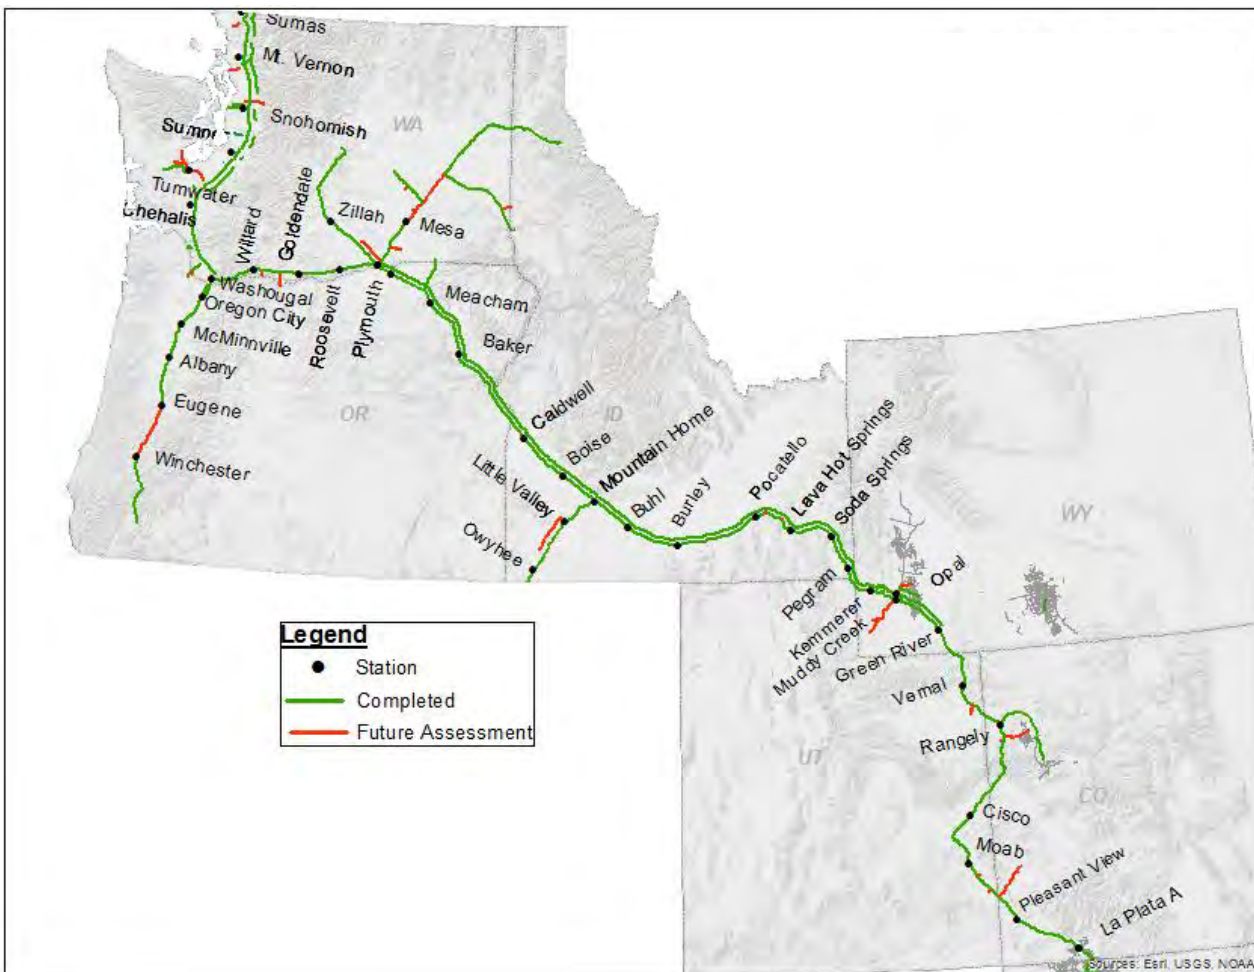 Sumas
Mt. Vernon
Snohomish
WA
Tumwater
Chehalis
Willard
Goldendale
Zillah
Mesa
Washougal
Oregon City
Roosevelt
Plymouth
Meacham
McMinnville
Baker
Albany
OR
ID
Eugene
Caldwell
Winchester
Boise
Mountain Home
Little Valley
Buhl
Burley
Pocatello
Lava Hot Springs
Soda Springs
WY
Owyhee
Opal
Pegram
Kemmerer
Muddy Creek
Green River
Legend
Station
Completed
Future Assessment
Vernal
Rangely
UT
CO
Cisco
Moab
Pleasant View
La Plata A
Sources: Esri, USGS, NOAA